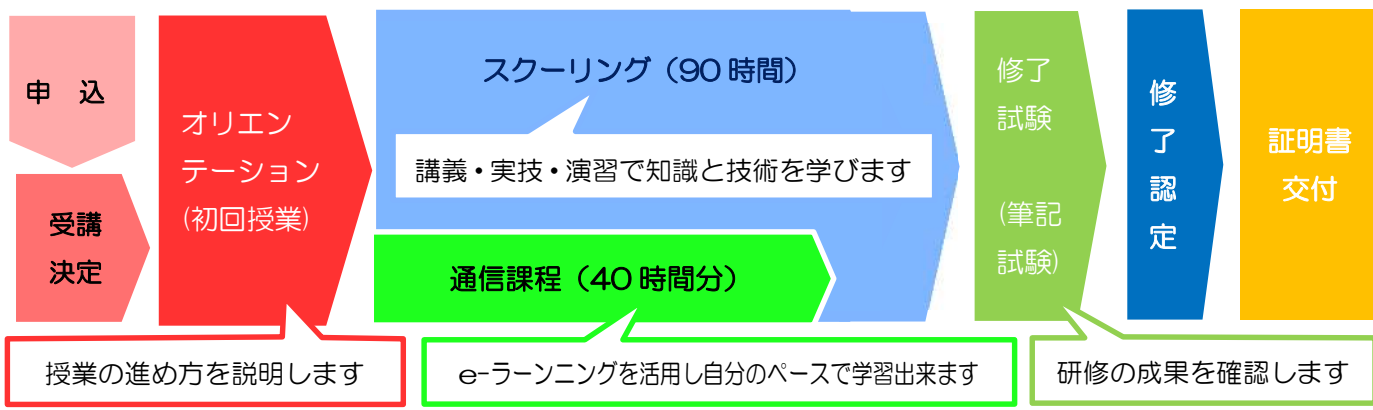 申　込
受講
決定
オリエン
テーション
(初回授業)
スクーリング（90時間）
講義・実技・演習で知識と技術を学びます
通信課程（40時間分）
修了
試験
(筆記
試験)
修
了
認
定
証明書
交付
授業の進め方を説明します
e-ラーンニングを活用し自分のペースで学習出来ます
研修の成果を確認します